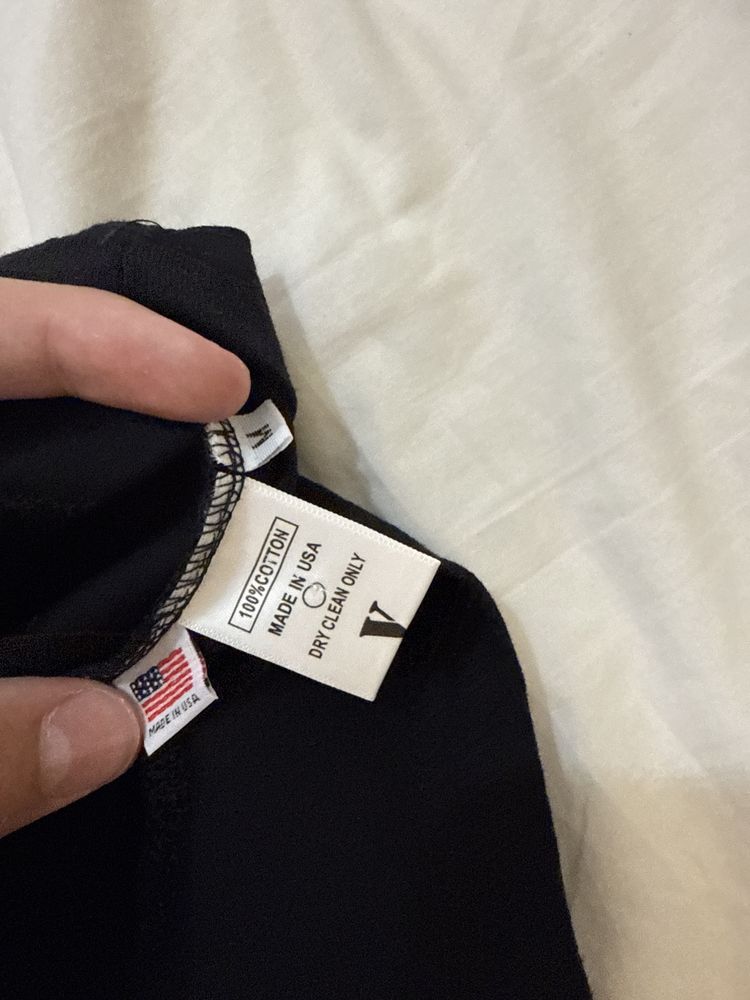 M
100%COTTON
MADE IN USA
DRY CLEAN ONLY
V
MADE IN USA